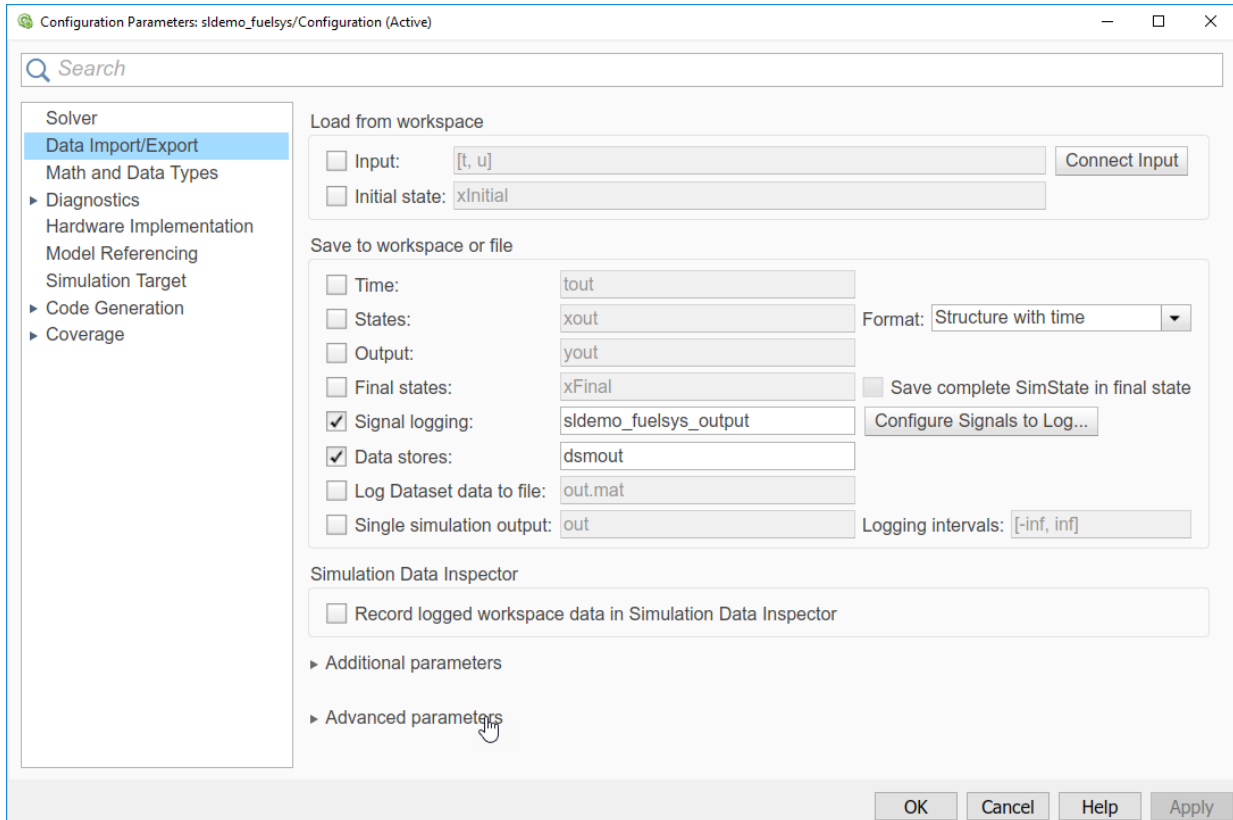 Configuration Parameters: sldemo_fuelsys/Configuration (Active)
Search
Solver
Data Import/Export
Math and Data Types
Diagnostics
Hardware Implementation
Model Referencing
Simulation Target
Code Generation
Coverage
Load from workspace
Input: [t, u] Connect Input
Initial state: xInitial
Save to workspace or file
Time: tout
States: xout Format: Structure with time
Output: yout
Final states: xFinal Save complete SimState in final state
Signal logging: sldemo_fuelsys_output Configure Signals to Log...
Data stores: dsmout
Log Dataset data to file: out.mat
Single simulation output: out Logging intervals: [-inf, inf]
Simulation Data Inspector
Record logged workspace data in Simulation Data Inspector
Additional parameters
Advanced parameters
OK Cancel Help Apply